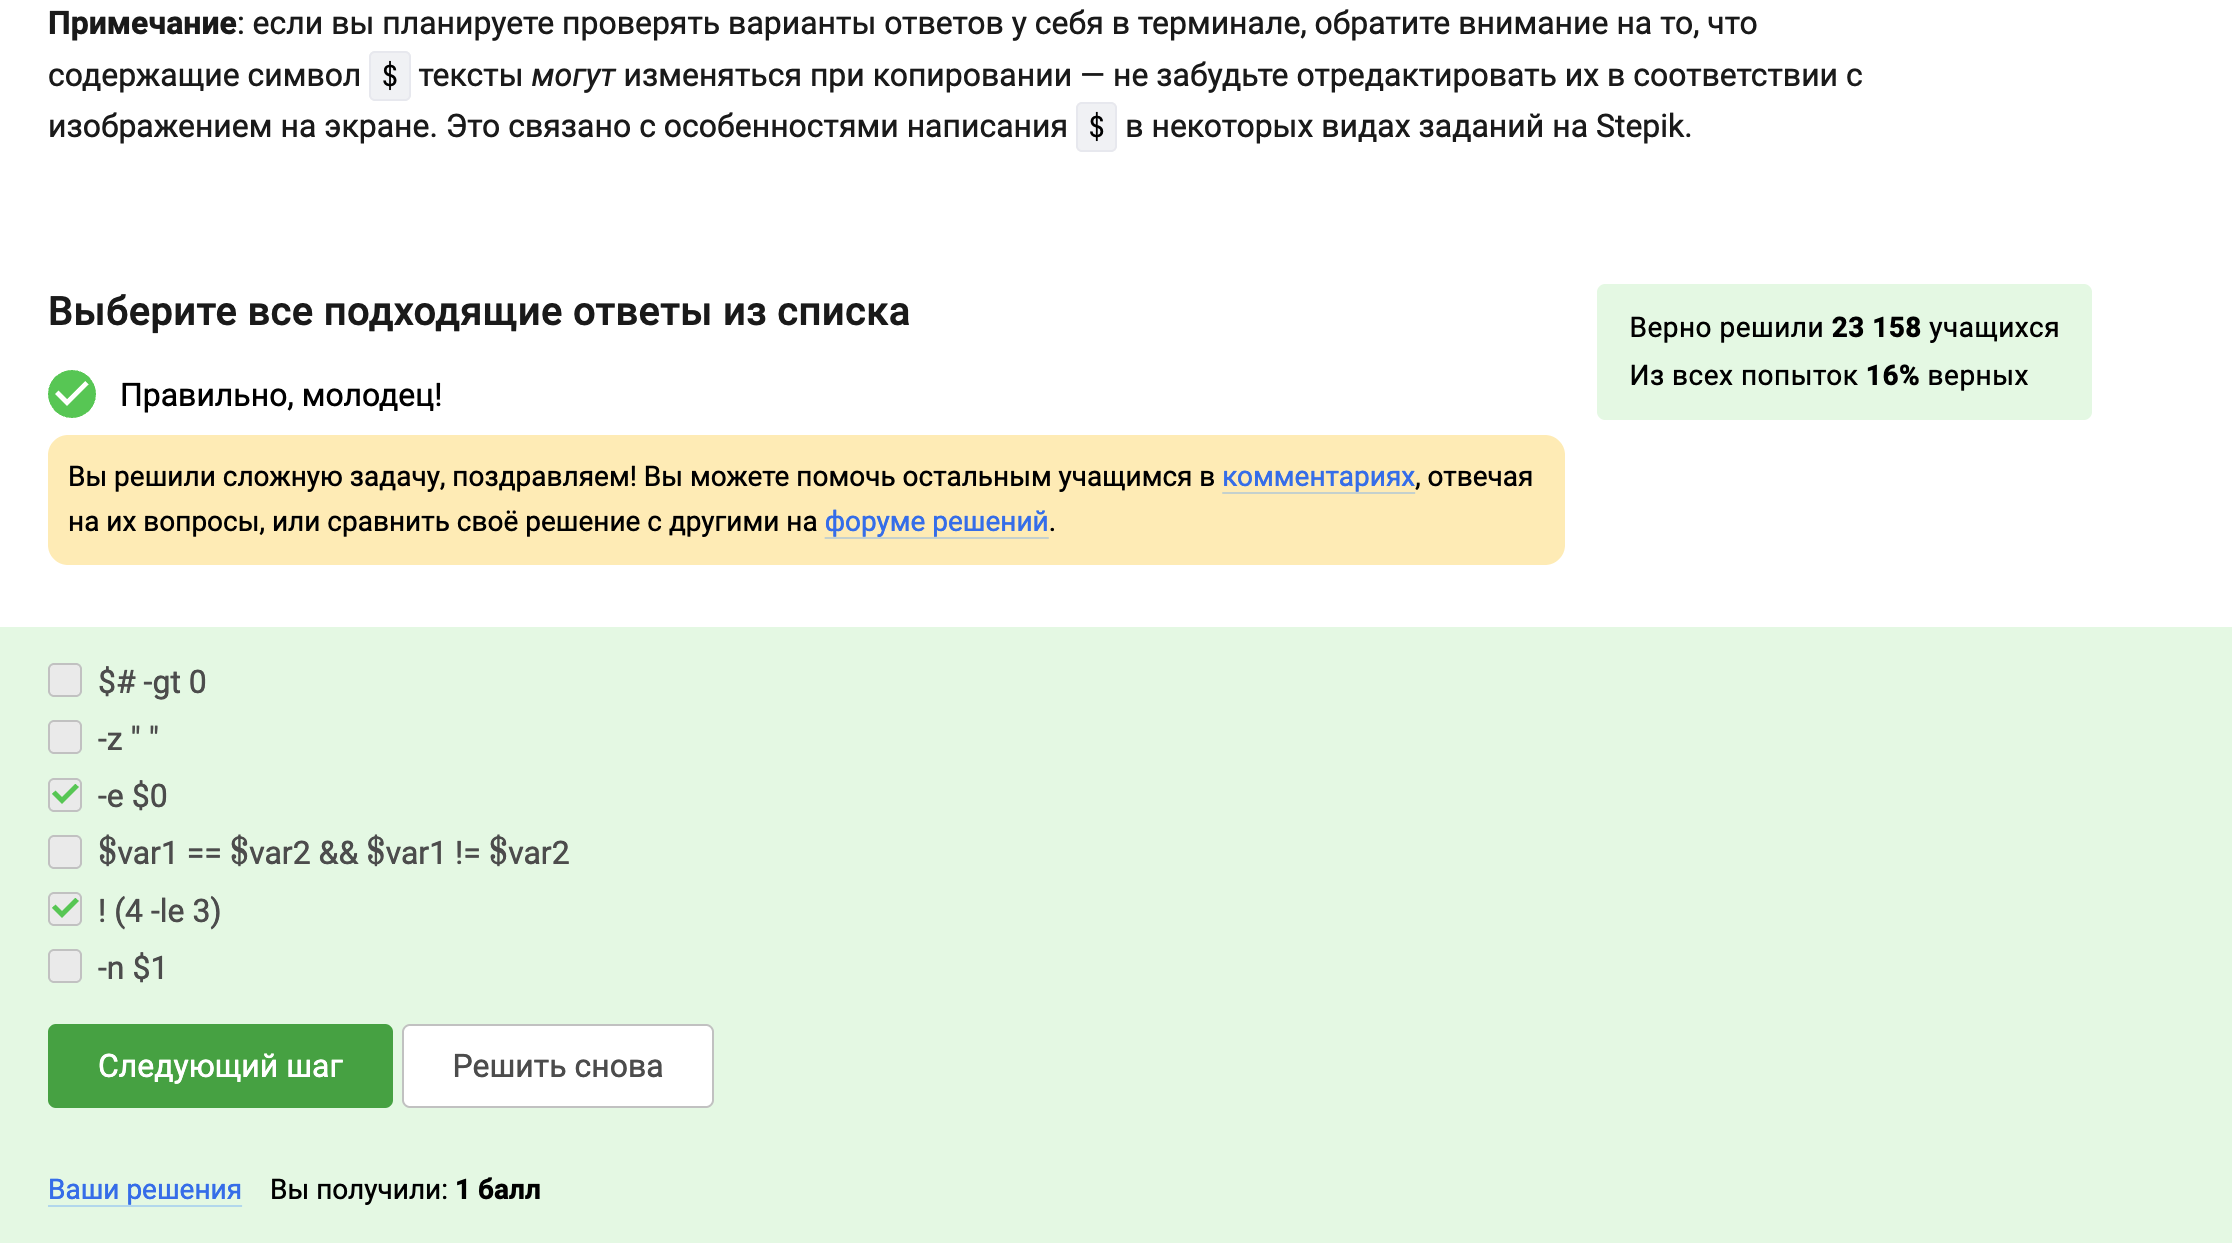 Примечание: если вы планируете проверять варианты ответов у себя в терминале, обратите внимание на то, что
содержащие символ $ тексты могут изменяться при копировании — не забудьте отредактировать их в соответствии с
изображением на экране. Это связано с особенностями написания $ в некоторых видах заданий на Stepik.
Выберите все подходящие ответы из списка
Верно решили 23 158 учащихся
Из всех попыток 16% верных
Правильно, молодец!
Вы решили сложную задачу, поздравляем! Вы можете помочь остальным учащимся в комментариях, отвечая
на их вопросы, или сравнить своё решение с другими на форуме решений.
$# -gt 0
-z " "
-e $0
$var1 == $var2 && $var1 != $var2
! (4 -le 3)
-n $1
Следующий шаг
Решить снова
Ваши решения Вы получили: 1 балл